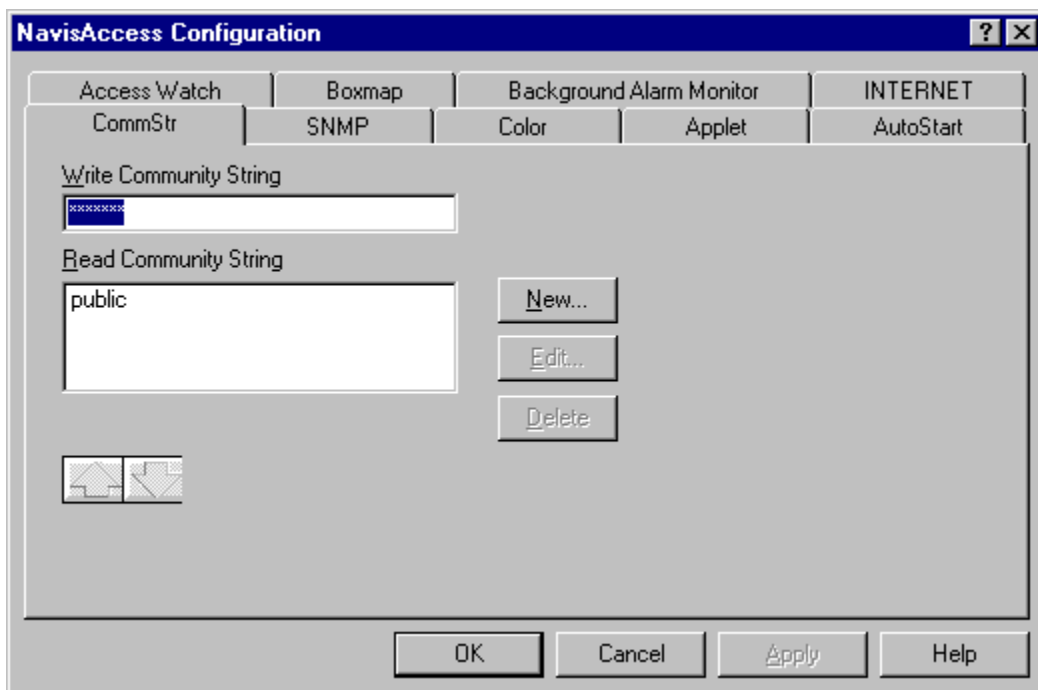 NavisAccess Configuration
Access Watch Boxmap Background Alarm Monitor INTERNET
CommStr SNMP Color Applet AutoStart
Write Community String
*******
Read Community String
public
New...
Edit...
Delete
OK Cancel Apply Help